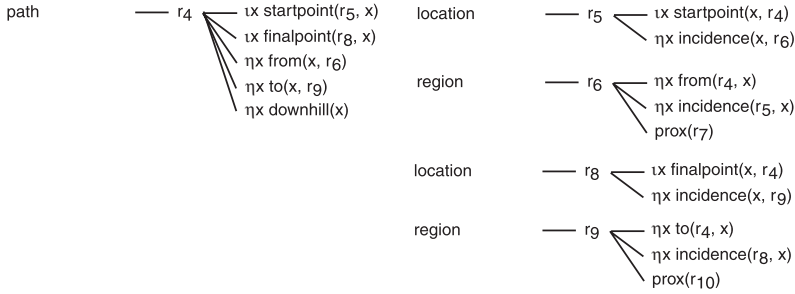 path r₄ ιx startpoint(r₅, x)
ιx finalpoint(r₈, x)
ηx from(x, r₆)
ηx to(x, r₉)
ηx downhill(x)
location r₅ ιx startpoint(x, r₄)
ηx incidence(x, r₆)
region r₆ ηx from(r₄, x)
ηx incidence(r₅, x)
prox(r₇)
location r₈ ιx finalpoint(x, r₄)
ηx incidence(x, r₉)
region r₉ ηx to(r₄, x)
ηx incidence(r₈, x)
prox(r₁₀)